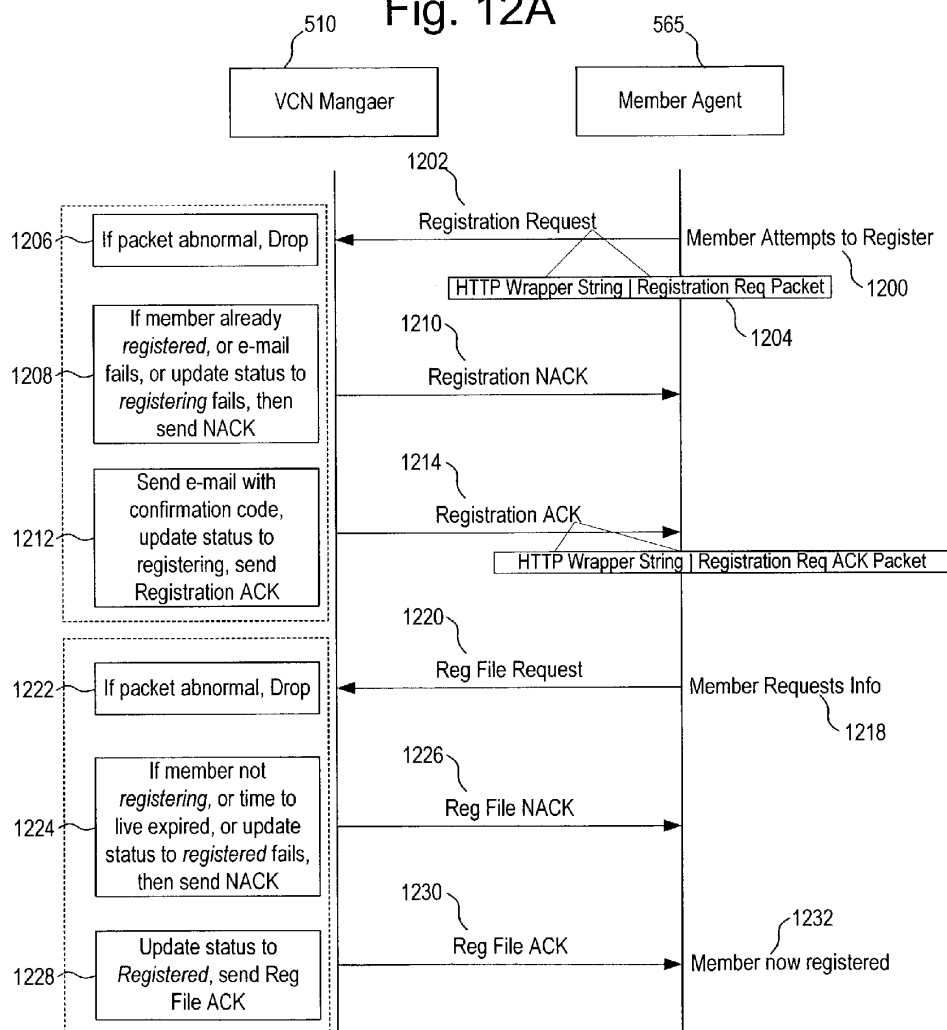 Fig. 12A
510
565
VCN Mangaer
Member Agent
1202
Registration Request
1206
If packet abnormal, Drop
Member Attempts to Register
1200
HTTP Wrapper String | Registration Req Packet
1204
1208
If member already
registered, or e-mail
fails, or update status to
registering fails, then
send NACK
1210
Registration NACK
1212
Send e-mail with
confirmation code,
update status to
registering, send
Registration ACK
1214
Registration ACK
HTTP Wrapper String | Registration Req ACK Packet
1220
Reg File Request
1222
If packet abnormal, Drop
Member Requests Info
1218
1224
If member not
registering, or time to
live expired, or update
status to registered fails,
then send NACK
1226
Reg File NACK
1228
Update status to
Registered, send Reg
File ACK
1230
Reg File ACK
1232
Member now registered